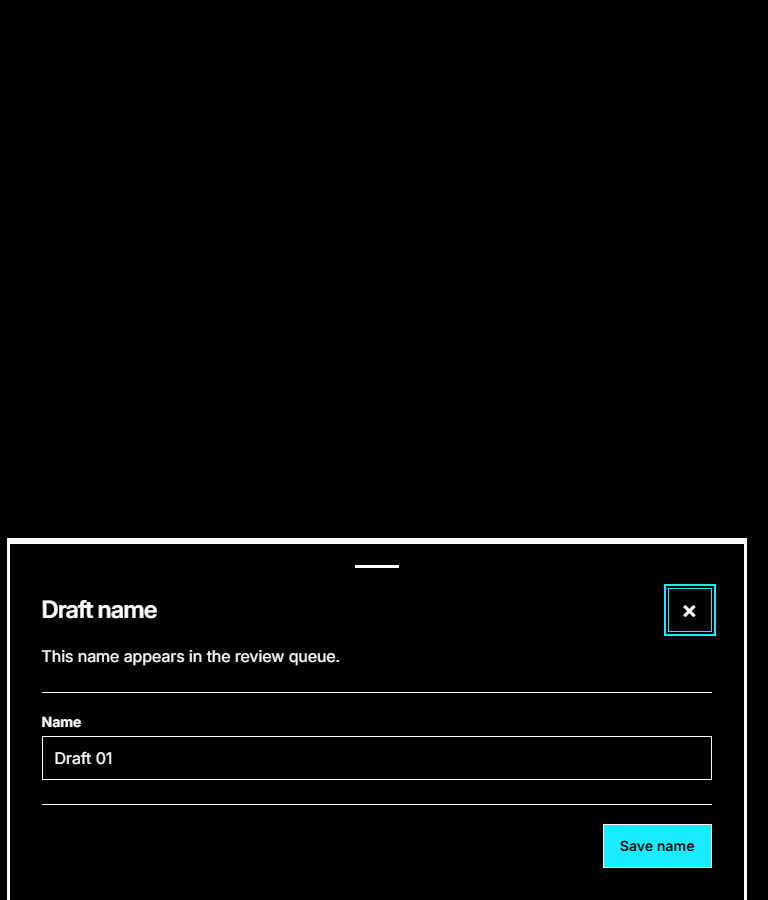 Draft name
×
This name appears in the review queue.
Name
Draft 01
Save name